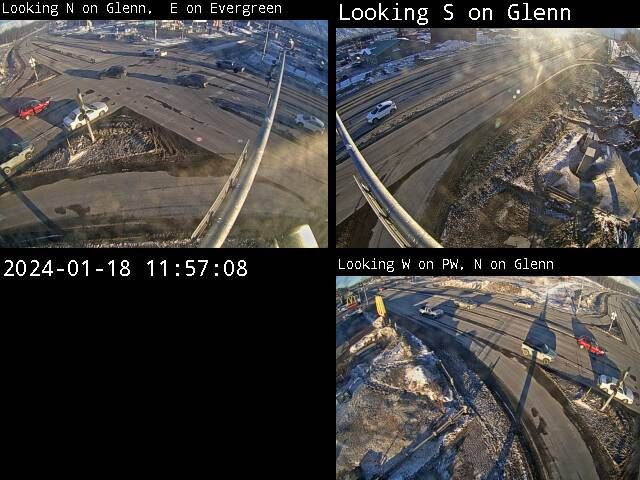 Looking N on Glenn,  E on Evergreen
Looking S on Glenn
2024-01-18 11:57:08
Looking W on PW, N on Glenn